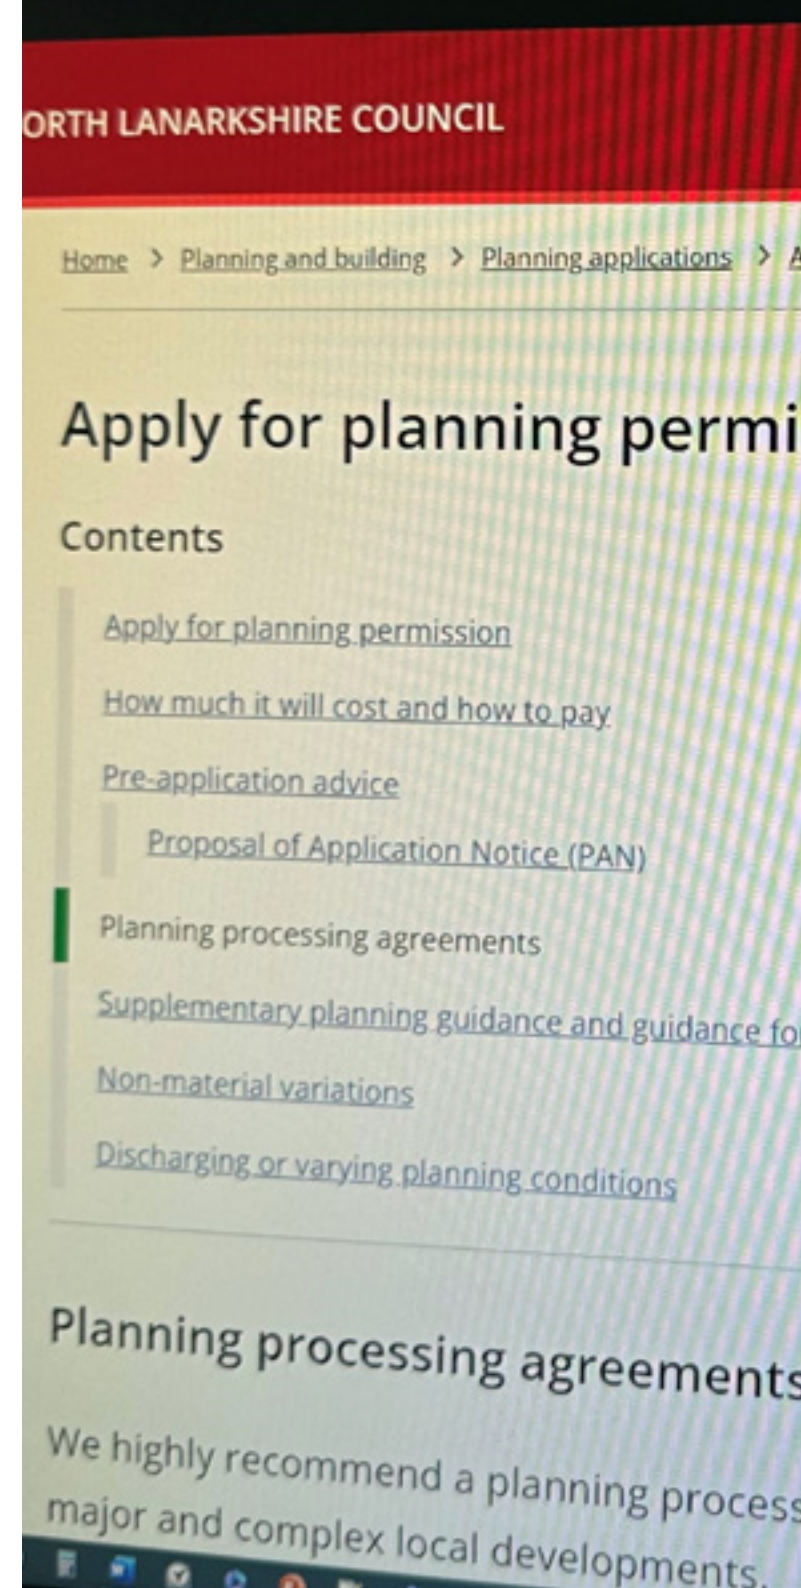 ORTH LANARKSHIRE COUNCIL
Home > Planning and building > Planning applications > A
Apply for planning permi
Contents
Apply for planning permission
How much it will cost and how to pay
Pre-application advice
Proposal of Application Notice (PAN)
Planning processing agreements
Supplementary planning guidance and guidance for
Non-material variations
Discharging or varying planning conditions
Planning processing agreements
We highly recommend a planning process
major and complex local developments.